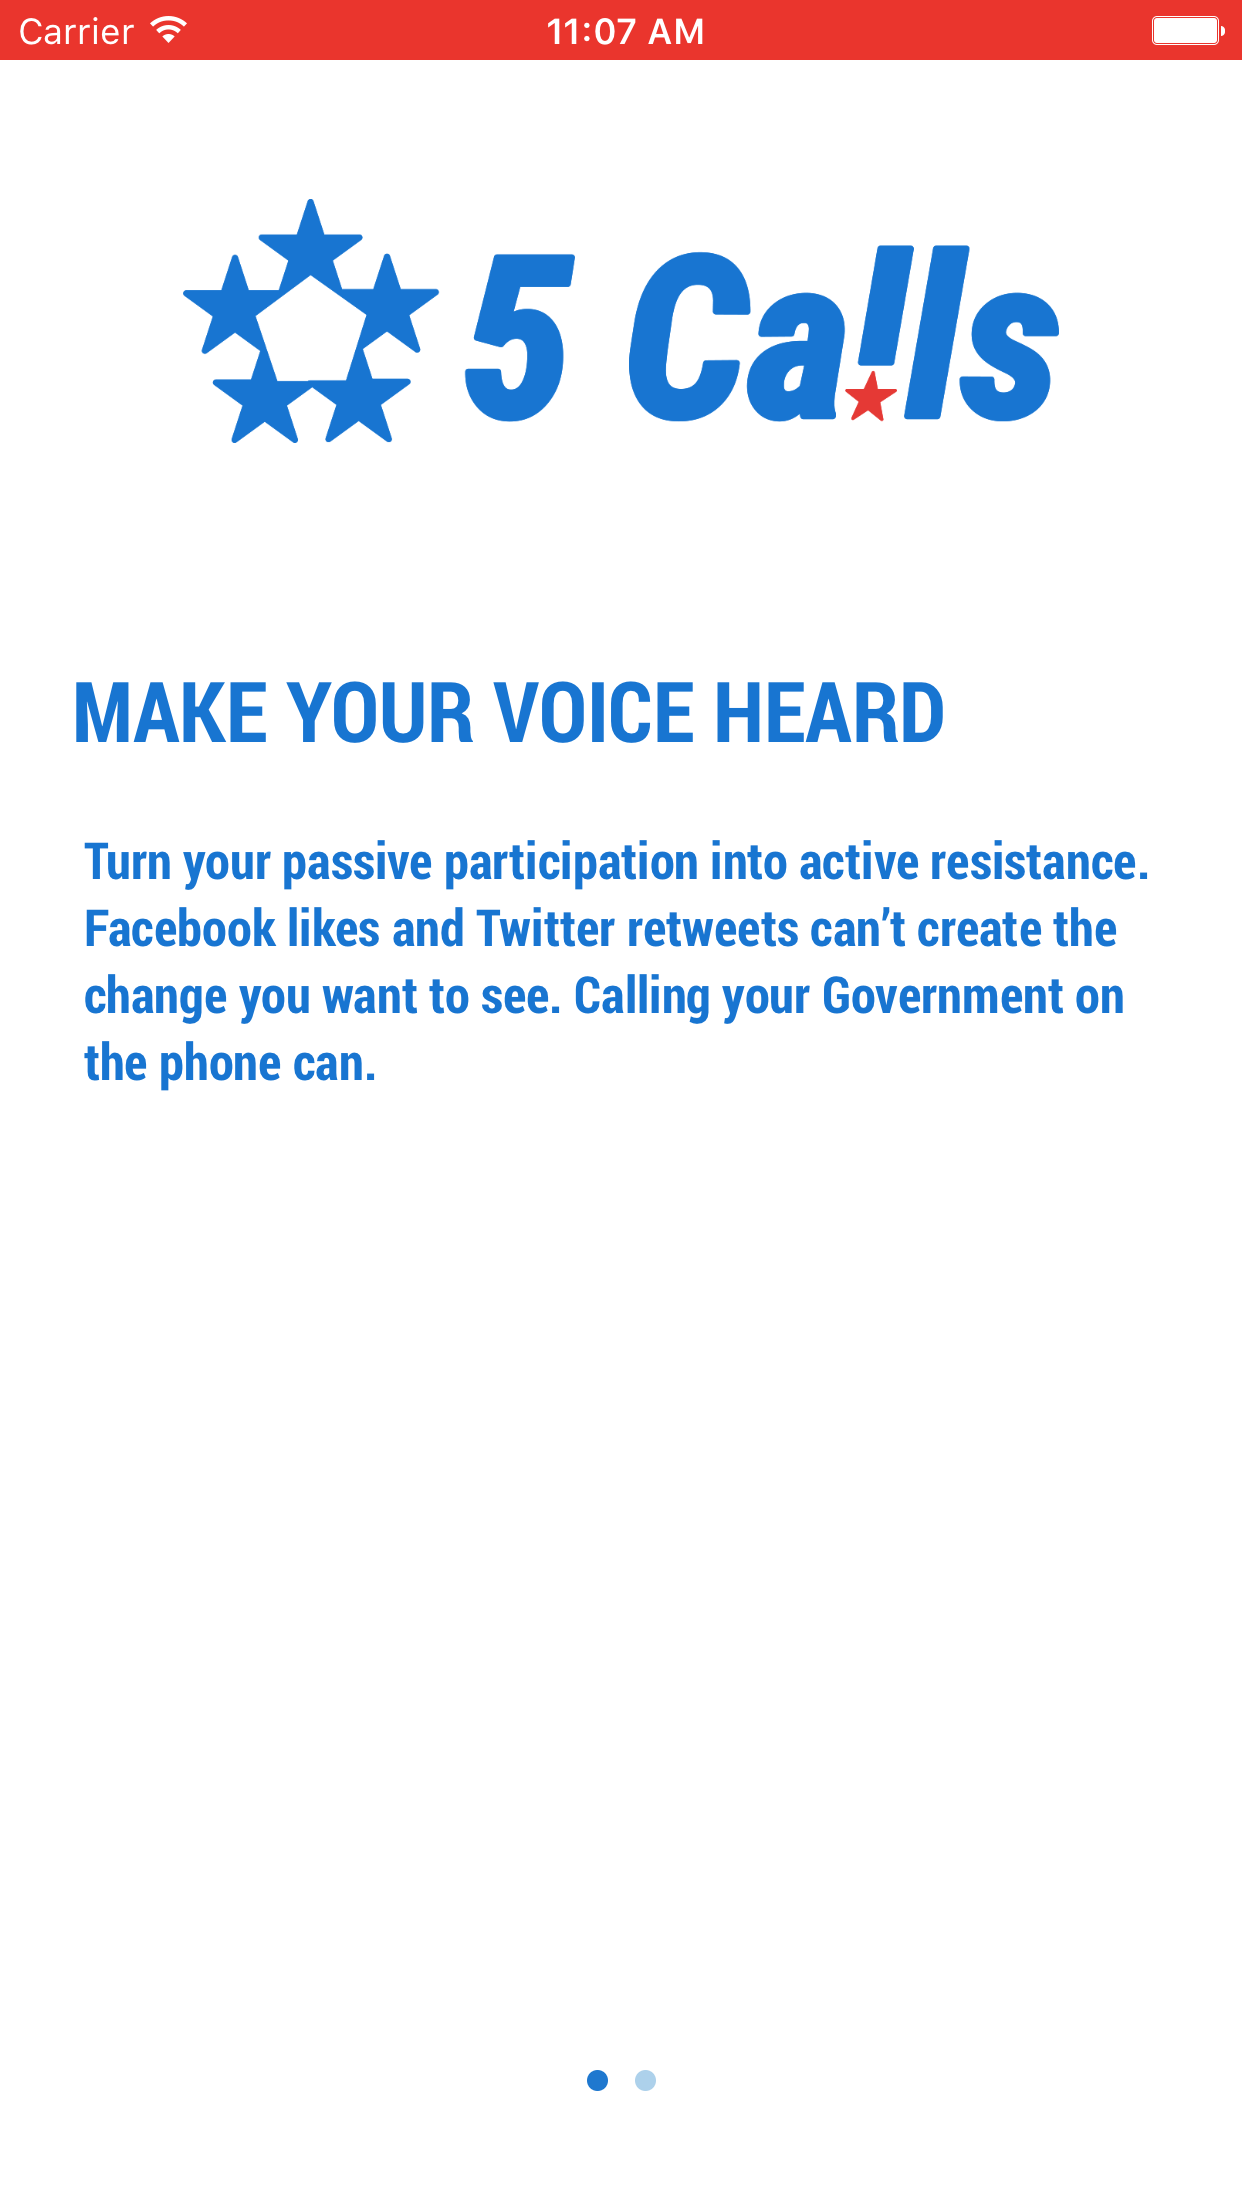 Carrier
11:07 AM
5 Calls
MAKE YOUR VOICE HEARD
Turn your passive participation into active resistance.
Facebook likes and Twitter retweets can’t create the
change you want to see. Calling your Government on
the phone can.